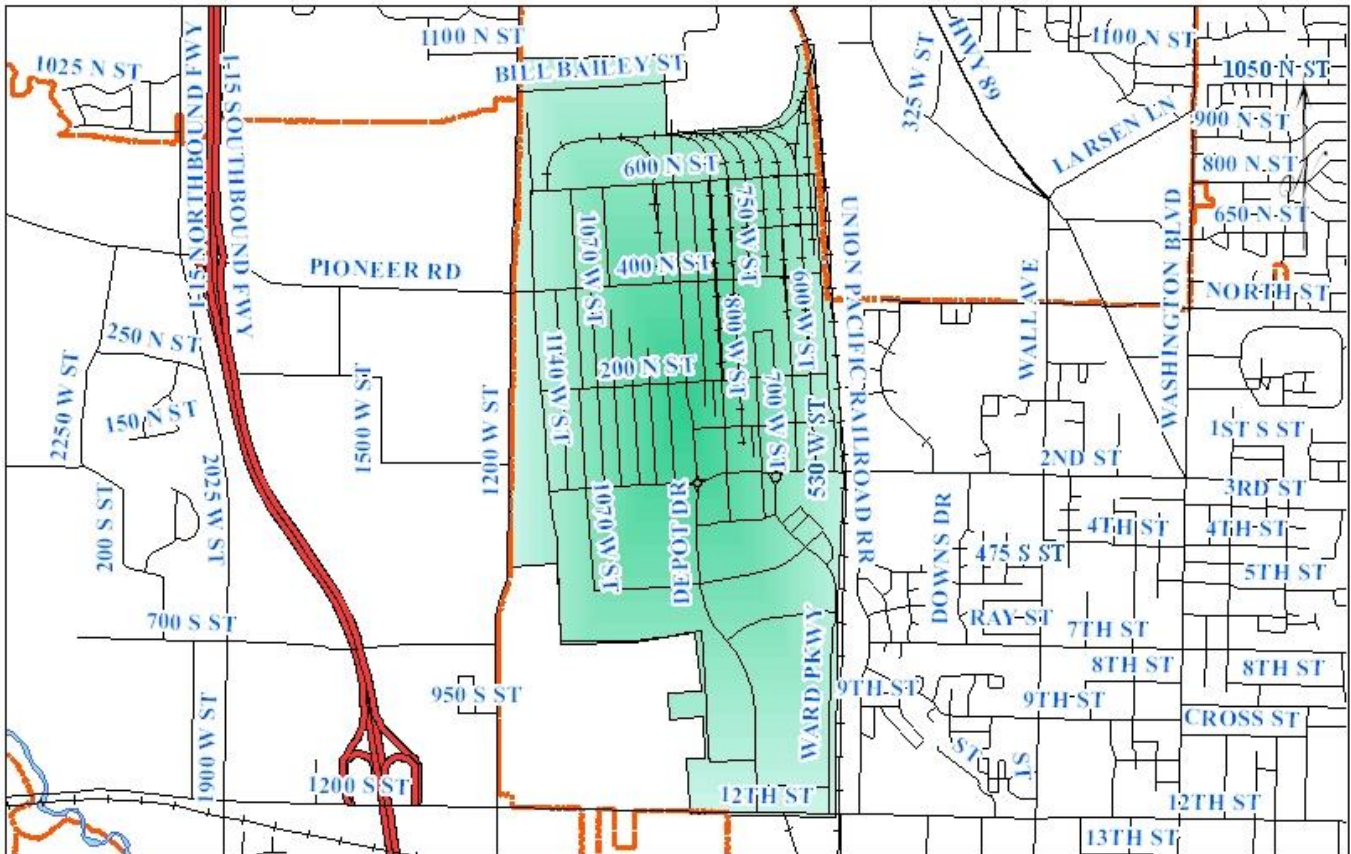 1100 N ST
BILL BAILEY ST
1025 N ST
I-15 NORTHBOUND FWY
I-15 SOUTHBOUND FWY
325 W ST
HWY 89
1100 N ST
1050 N ST
900 N ST
LARSEN LN
800 N ST
650 N ST
NORTH ST
600 N ST
750 W ST
1070 W ST
400 N ST
PIONEER RD
UNION PACIFIC RAILROAD RR
WALL AVE
WASHINGTON BLVD
250 N ST
2250 W ST
150 N ST
1500 W ST
1200 W ST
1140 W ST
200 N ST
800 W ST
600 W ST
700 W ST
530 W ST
1ST S ST
2ND ST
3RD ST
200 S ST
2025 W ST
1070 W ST
DEPOT DR
DOWNS DR
4TH ST
4TH ST
475 S ST
5TH ST
RAY ST
7TH ST
700 S ST
8TH ST
8TH ST
950 S ST
WARD PKWY
9TH ST
9TH ST
CROSS ST
1900 W ST
ST
ST
1200 S ST
12TH ST
12TH ST
13TH ST